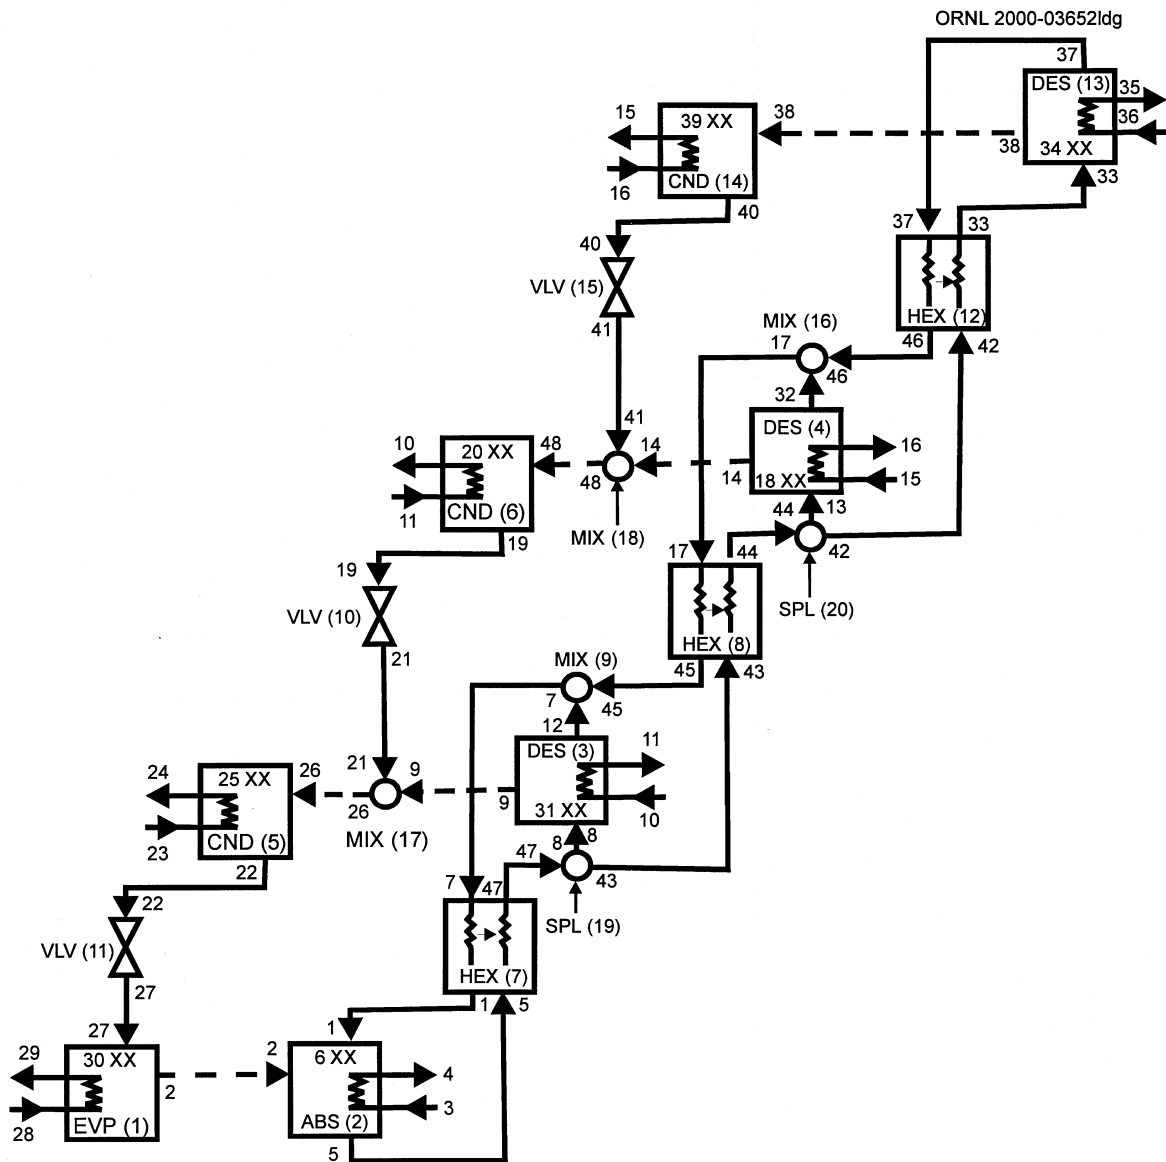 ORNL 2000-03652ldg
37
DES (13)
35
36
34 XX
38
33
15
39 XX
38
16
CND (14)
40
37
33
40
VLV (15)
41
HEX (12)
46
42
MIX (16)
17
46
32
41
DES (4)
16
14
14
18 XX
15
10
20 XX
48
48
11
CND (6)
19
MIX (18)
44
13
42
17
44
SPL (20)
19
VLV (10)
21
HEX (8)
45
43
MIX (9)
7
45
12
21
9
DES (3)
11
9
31 XX
10
24
25 XX
26
26
23
CND (5)
22
MIX (17)
8
8
47
43
7
47
SPL (19)
22
VLV (11)
27
HEX (7)
1
5
27
1
29
30 XX
2
2
6 XX
4
3
28
EVP (1)
ABS (2)
5